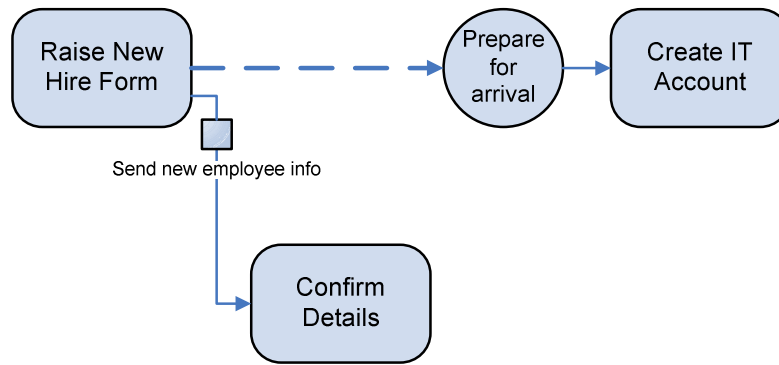 Raise New
Hire Form
Prepare
for
arrival
Create IT
Account
Send new employee info
Confirm
Details